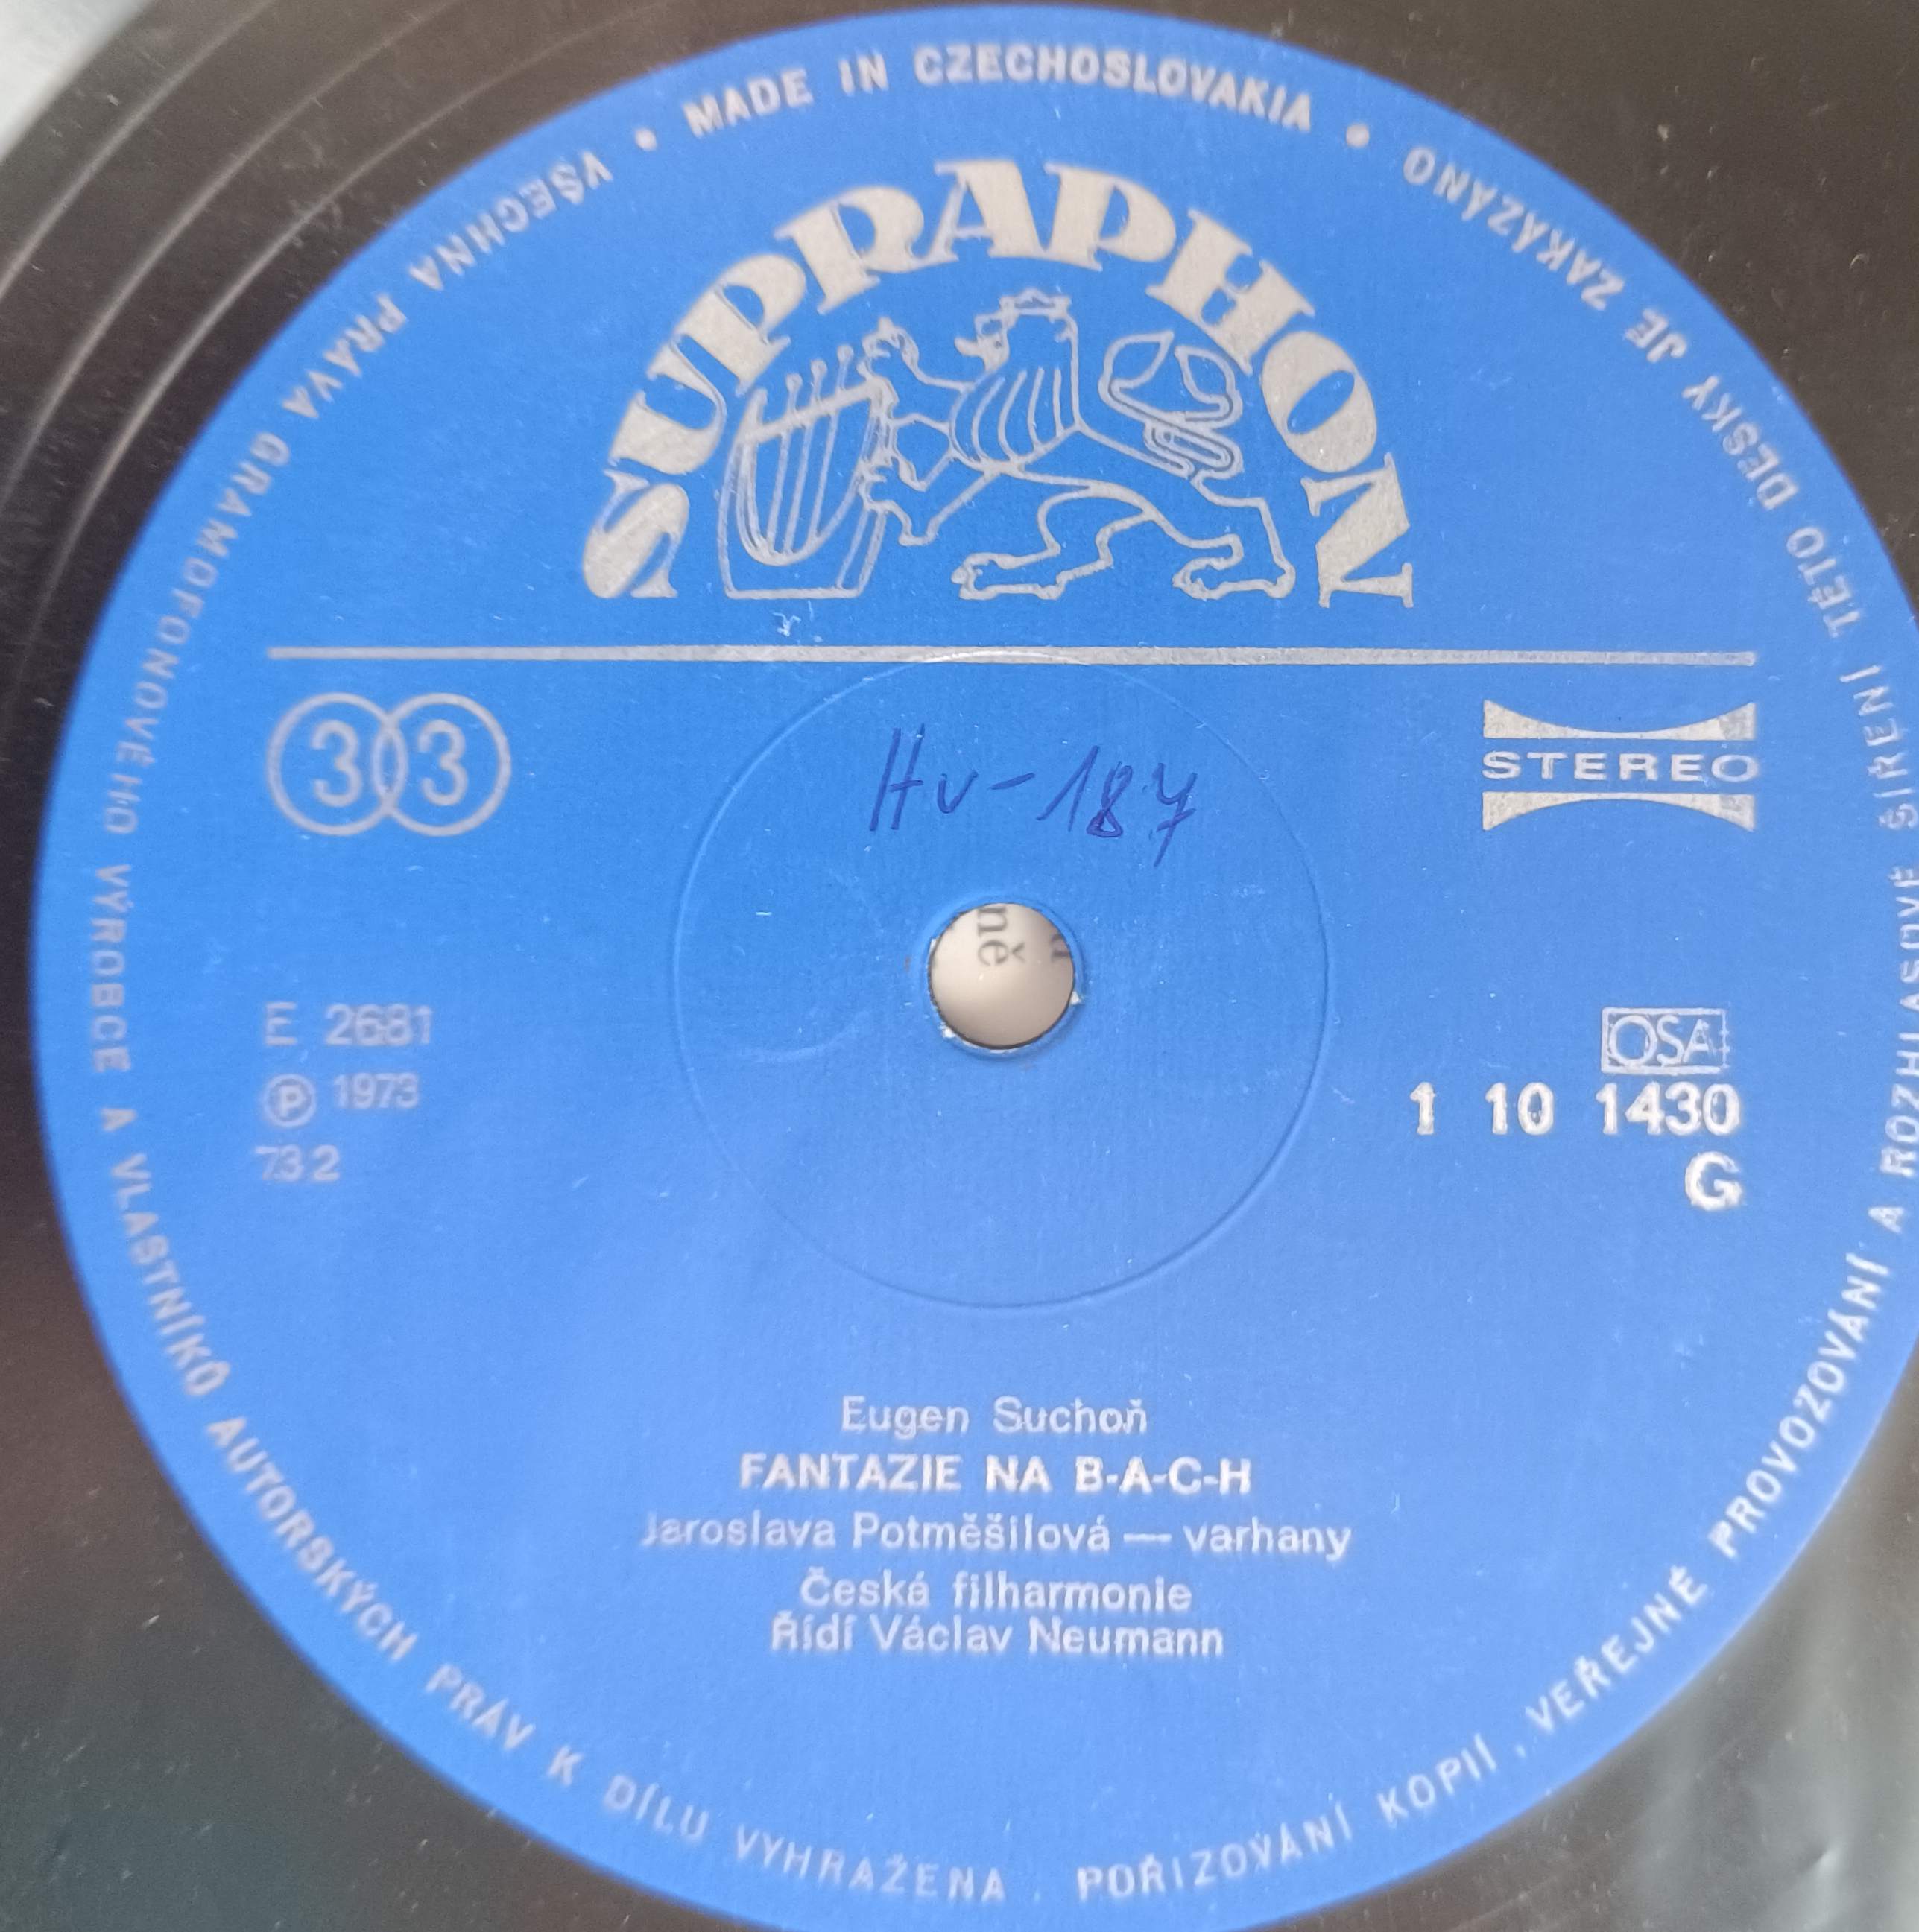 VŠECHNA PRÁVA GRAMOFONOVÉHO VÝROBCE A VLASTNÍKŮ AUTORSKÝCH PRÁV K DÍLU VYHRAŽENA . POŘIZOVÁNÍ KOPIÍ , VEŘEJNÉ PROVOZOVÁNÍ A ROZHLASOVÉ ŠÍŘENÍ TÉTO DESKY JE ZAKÁZÁNO
• MADE IN CZECHOSLOVAKIA •
SUPRAPHON
33
STEREO
Hv-187
ně
E 2681
Ⓟ 1973
73 2
OSA
1 10 1430
G
Eugen Suchoň
FANTAZIE NA B-A-C-H
Jaroslava Potměšilová — varhany
Česká filharmonie
Řídí Václav Neumann